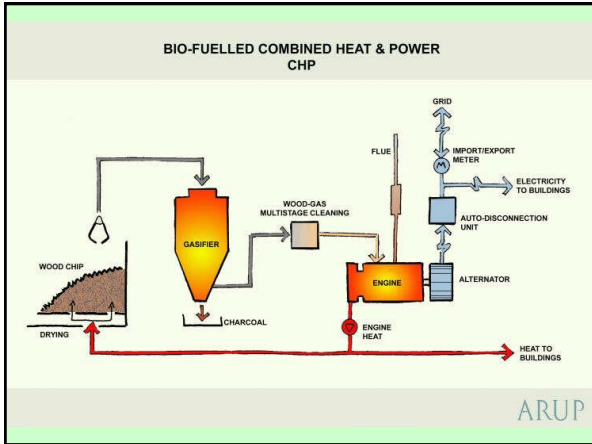 BIO-FUELLED COMBINED HEAT & POWER
CHP
GRID
FLUE
IMPORT/EXPORT
METER
M
ELECTRICITY
TO BUILDINGS
WOOD-GAS
MULTISTAGE CLEANING
AUTO-DISCONNECTION
UNIT
GASIFIER
WOOD CHIP
ENGINE
ALTERNATOR
CHARCOAL
DRYING
ENGINE
HEAT
HEAT TO
BUILDINGS
ARUP